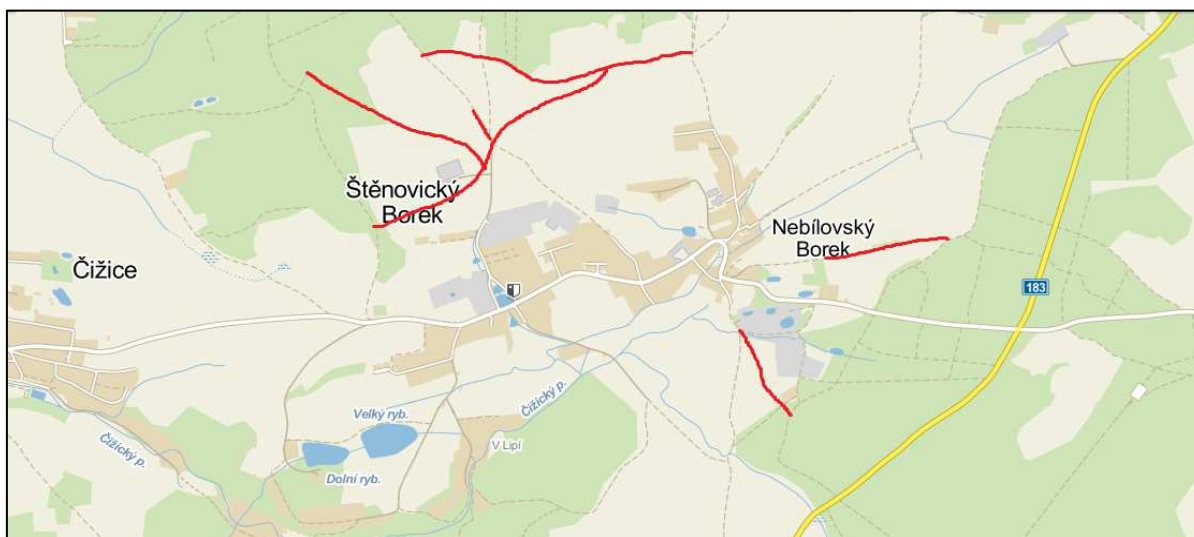 Štěnovický
Borek
Nebílovský
Borek
Čižice
183
Velký ryb.
Čižický p.
V Lipí
Čižický p.
Dolní ryb.